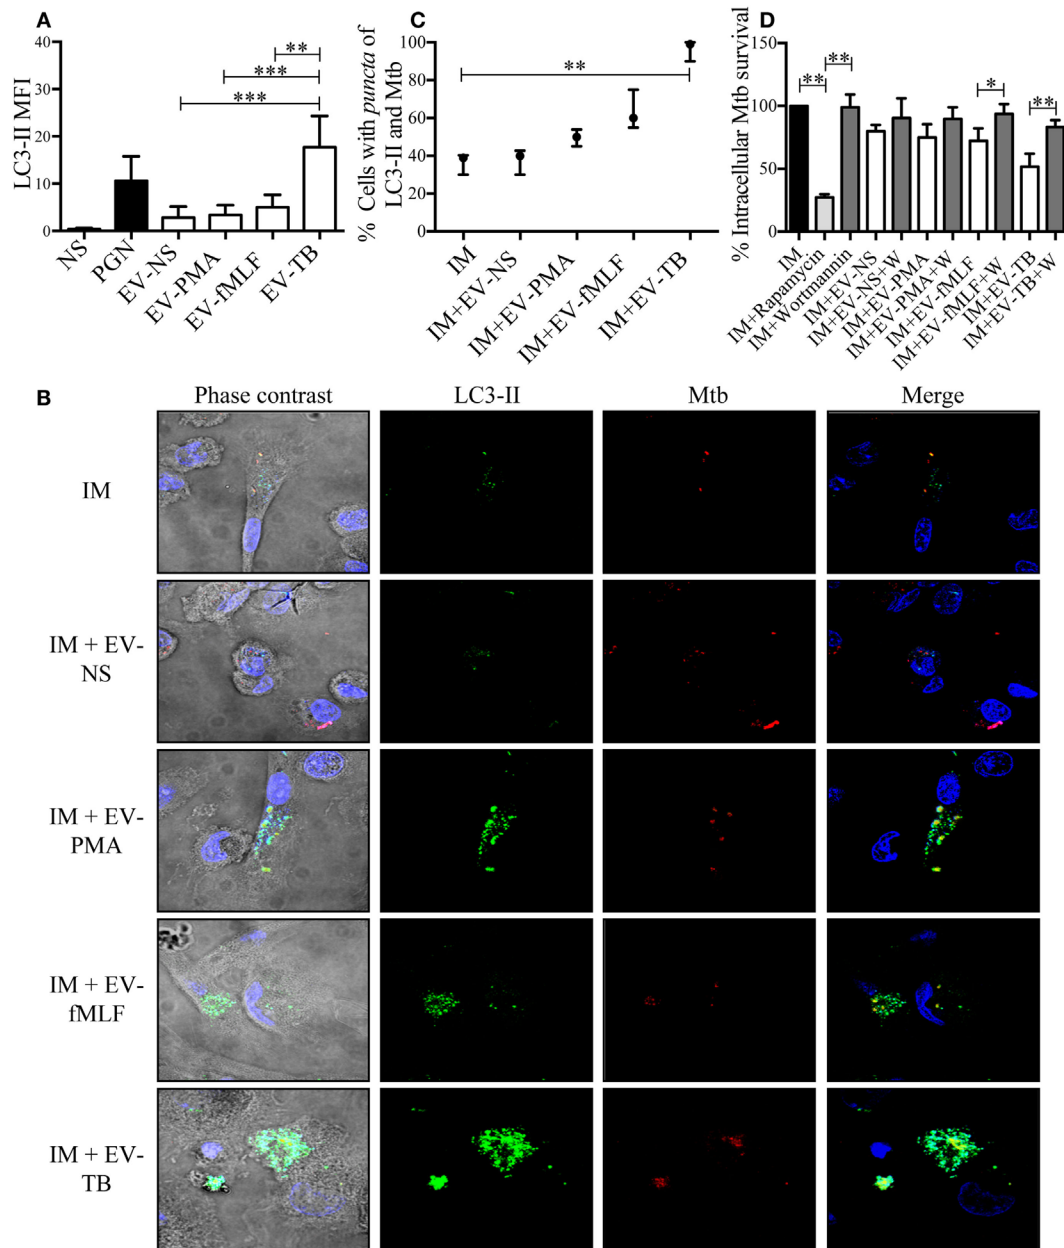 A
LC3-II MFI
40
30
20
10
0
**
***
***
NS
PGN
EV-NS
EV-PMA
EV-fMLF
EV-TB
C
% Cells with puncta of
LC3-II and Mtb
100
80
60
40
20
0
**
IM
IM+EV-NS
IM+EV-PMA
IM+EV-fMLF
IM+EV-TB
D
% Intracellular Mtb survival
150
100
50
0
**
**
*
**
IM
IM+Rapamycin
IM+Wortmannin
IM+EV-NS
IM+EV-NS+W
IM+EV-PMA
IM+EV-PMA+W
IM+EV-fMLF
IM+EV-fMLF+W
IM+EV-TB
IM+EV-TB+W
B
Phase contrast
LC3-II
Mtb
Merge
IM
IM + EV-
NS
IM + EV-
PMA
IM + EV-
fMLF
IM + EV-
TB